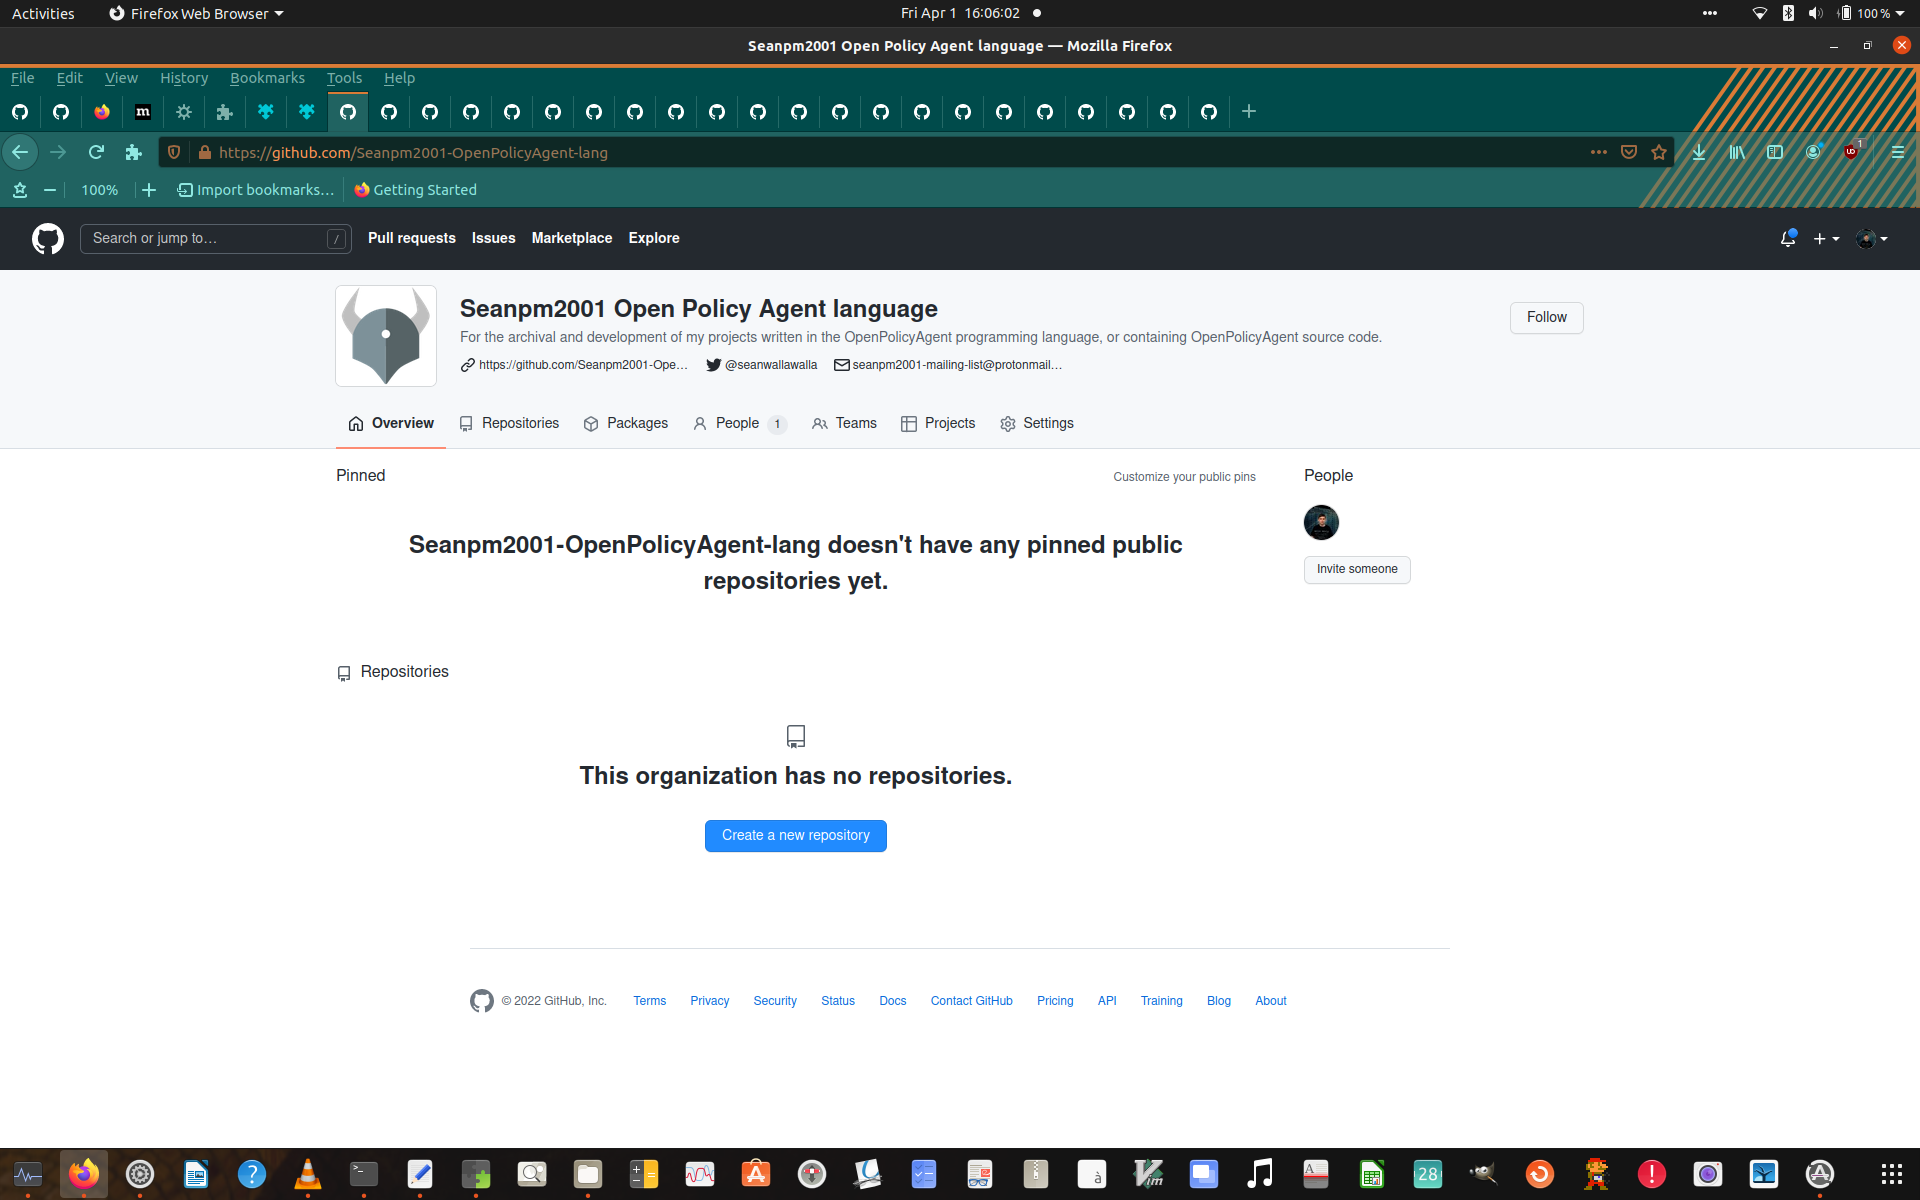 Activities Firefox Web Browser Fri Apr 1 16:06:02 100 %
Seanpm2001 Open Policy Agent language — Mozilla Firefox
File Edit View History Bookmarks Tools Help
m
https://github.com/Seanpm2001-OpenPolicyAgent-lang 1
100% Import bookmarks... Getting Started
Search or jump to... / Pull requests Issues Marketplace Explore
Seanpm2001 Open Policy Agent language
Follow
For the archival and development of my projects written in the OpenPolicyAgent programming language, or containing OpenPolicyAgent source code.
https://github.com/Seanpm2001-Ope... @seanwallawalla seanpm2001-mailing-list@protonmail...
Overview Repositories Packages People 1 Teams Projects Settings
Pinned Customize your public pins People
Seanpm2001-OpenPolicyAgent-lang doesn't have any pinned public
repositories yet.
Invite someone
Repositories
This organization has no repositories.
Create a new repository
© 2022 GitHub, Inc. Terms Privacy Security Status Docs Contact GitHub Pricing API Training Blog About
28